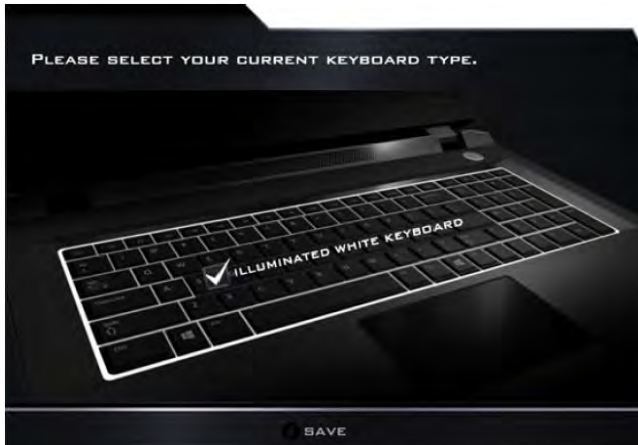 PLEASE SELECT YOUR CURRENT KEYBOARD TYPE.
ILLUMINATED WHITE KEYBOARD
SAVE